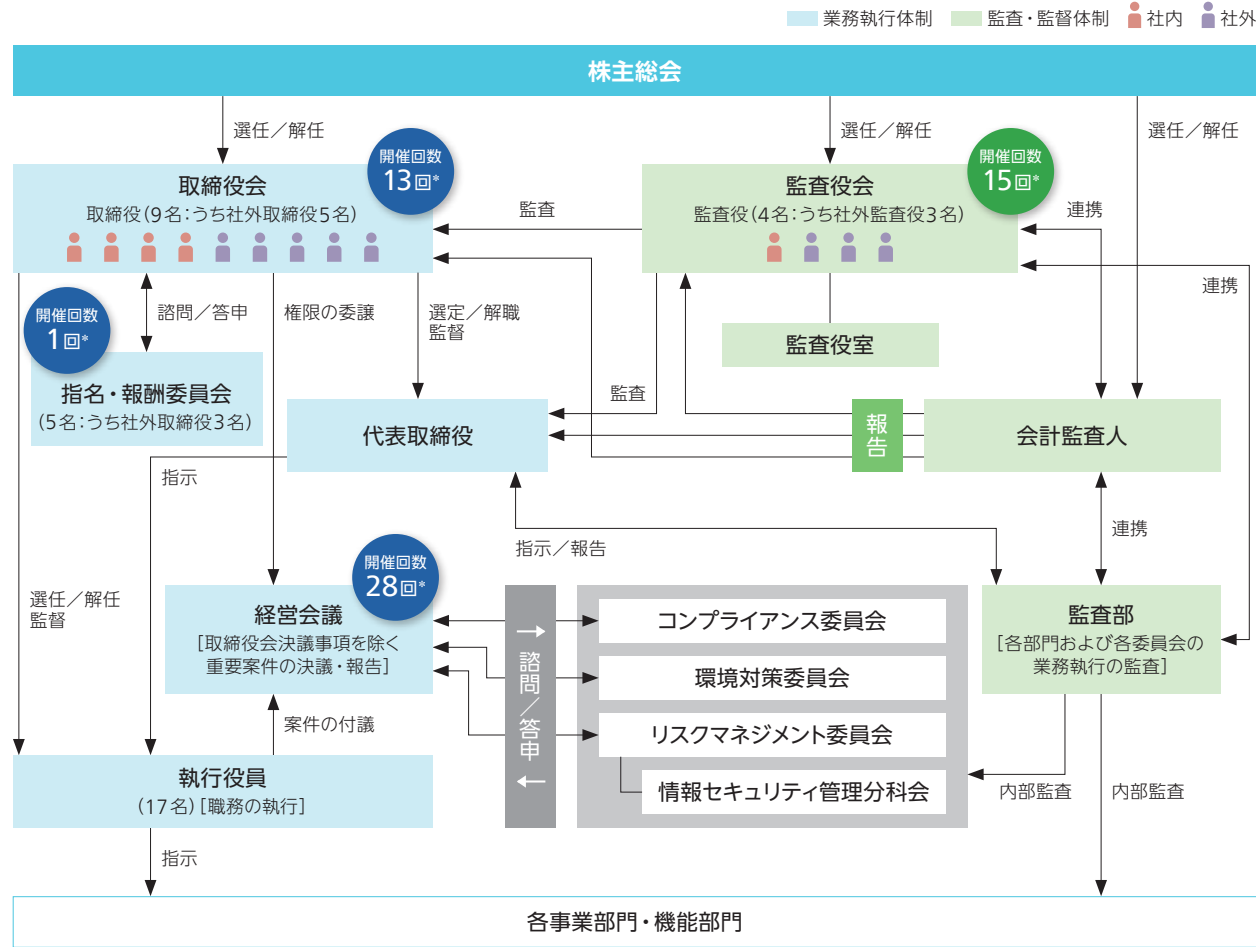 業務執行体制 監査・監督体制 社内 社外
株主総会
選任／解任
選任／解任
選任／解任
開催回数
13回*
取締役会
取締役(9名:うち社外取締役5名)
監査
開催回数
15回*
監査役会
監査役(4名:うち社外監査役3名)
連携
連携
開催回数
1回*
諮問／答申
権限の委譲
選定／解職
監督
監査役室
指名・報酬委員会
(5名:うち社外取締役3名)
代表取締役
監査
報告
会計監査人
指示
指示／報告
連携
選任／解任
監督
開催回数
28回*
経営会議
[取締役会決議事項を除く
重要案件の決議・報告]
→諮問／答申←
コンプライアンス委員会
環境対策委員会
リスクマネジメント委員会
情報セキュリティ管理分科会
監査部
[各部門および各委員会の
業務執行の監査]
案件の付議
執行役員
(17名)[職務の執行]
内部監査
内部監査
指示
各事業部門・機能部門